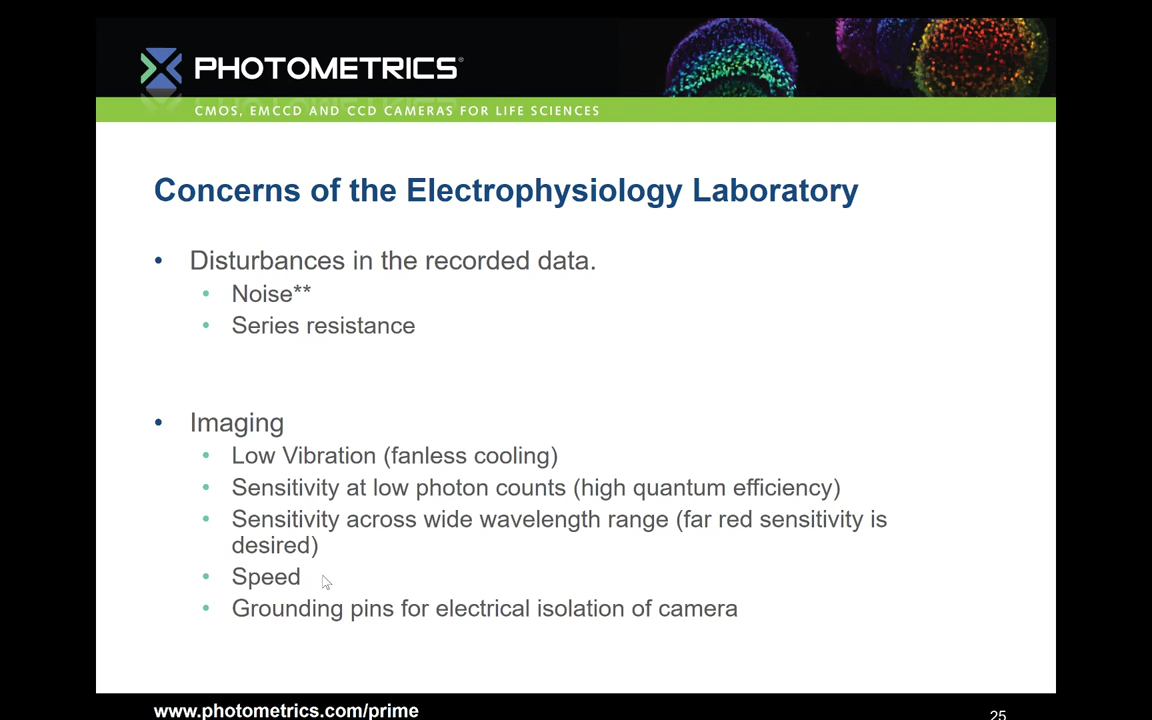 PHOTOMETRICS®
CMOS, EMCCD AND CCD CAMERAS FOR LIFE SCIENCES
Concerns of the Electrophysiology Laboratory
• Disturbances in the recorded data.
• Noise**
• Series resistance
• Imaging
• Low Vibration (fanless cooling)
• Sensitivity at low photon counts (high quantum efficiency)
• Sensitivity across wide wavelength range (far red sensitivity is
desired)
• Speed
• Grounding pins for electrical isolation of camera
www.photometrics.com/prime
25